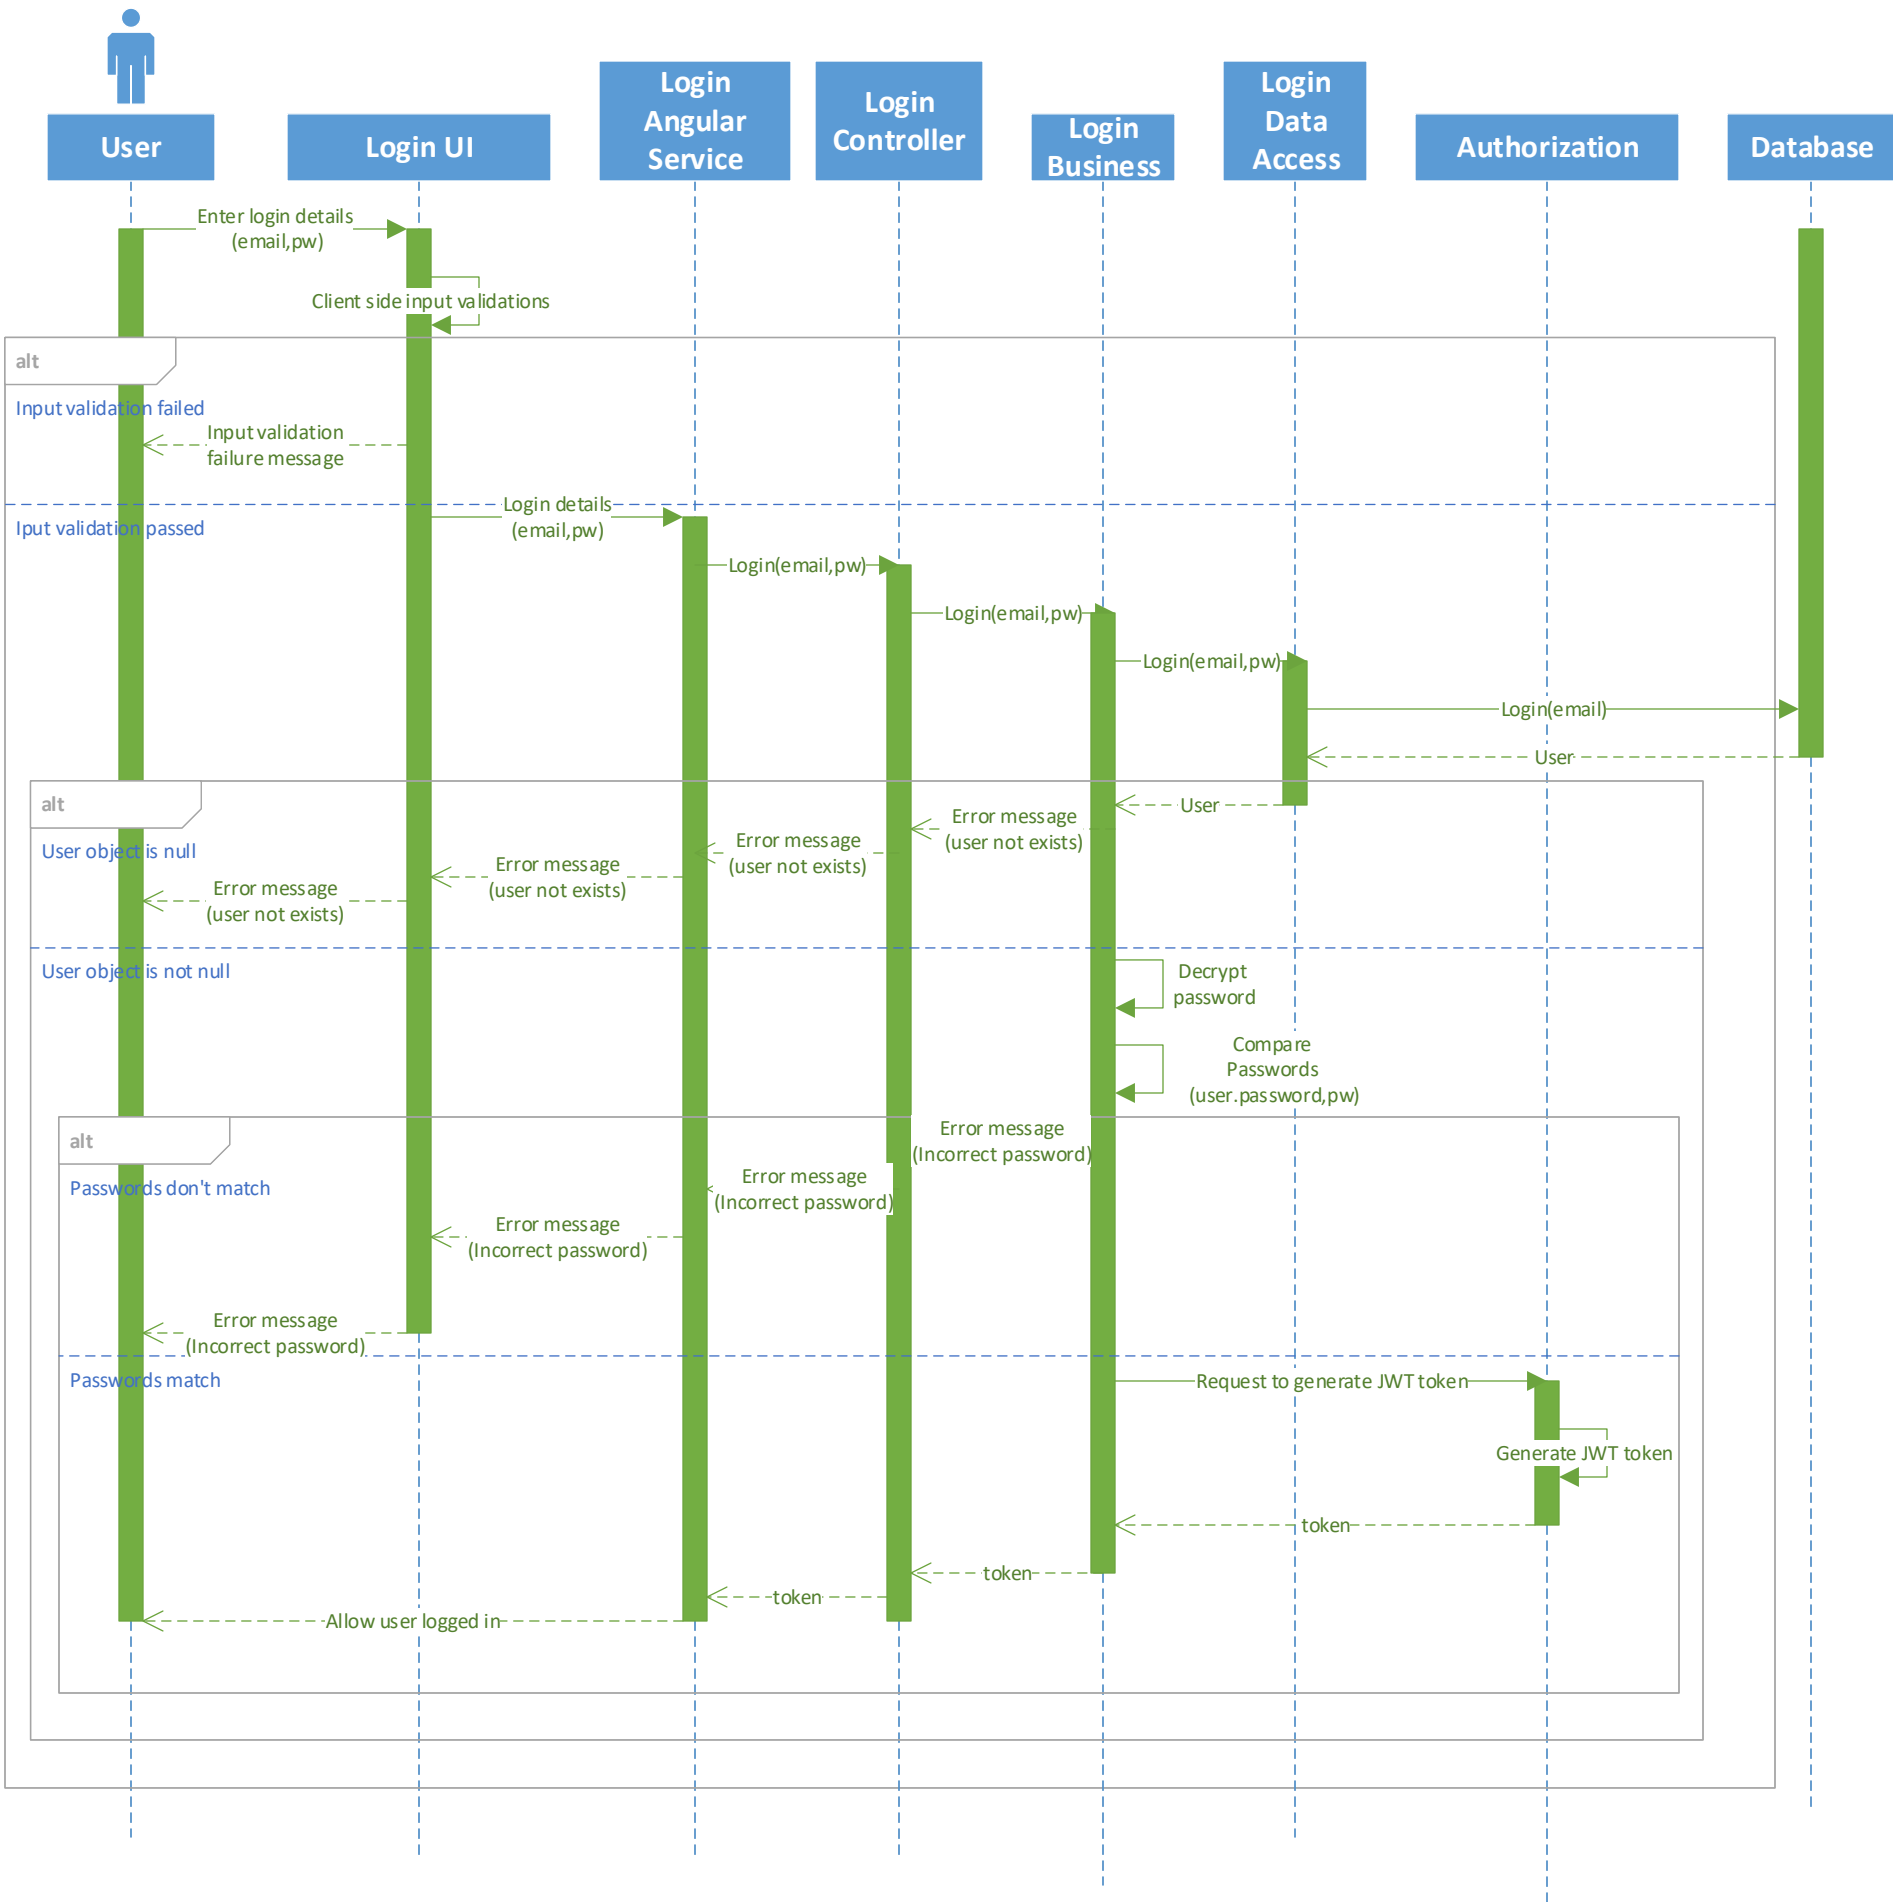 User
Login UI
Login
Angular
Service
Login
Controller
Login
Business
Login
Data
Access
Authorization
Database
Enter login details
(email,pw)
Client side input validations
alt
Input validation failed
Input validation
failure message
Login details
(email,pw)
Iput validation passed
Login(email,pw)
Login(email,pw)
Login(email,pw)
Login(email)
User
alt
User
Error message
(user not exists)
Error message
(user not exists)
User object is null
Error message
(user not exists)
Error message
(user not exists)
User object is not null
Decrypt
password
Compare
Passwords
(user.password,pw)
alt
Error message
(Incorrect password)
Error message
(Incorrect password)
Passwords don't match
Error message
(Incorrect password)
Error message
(Incorrect password)
Passwords match
Request to generate JWT token
Generate JWT token
token
token
token
Allow user logged in